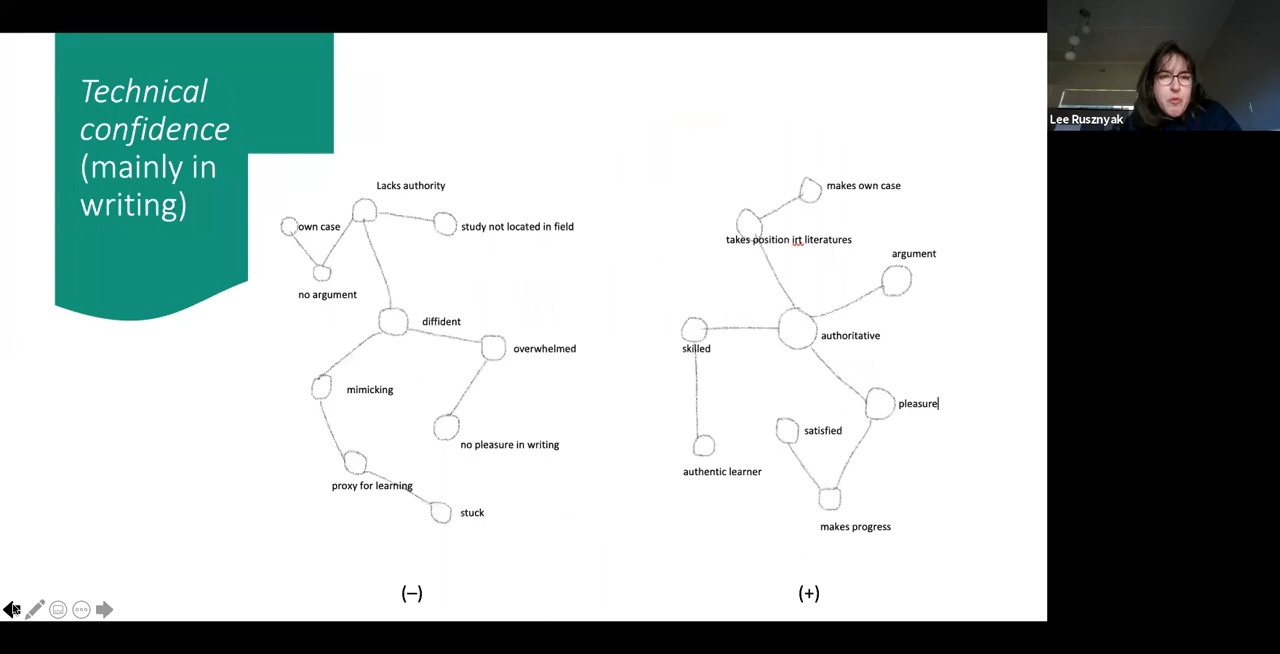 Technical
confidence
(mainly in
writing)
Lee Rusznyak
Lacks authority
own case
study not located in field
no argument
diffident
overwhelmed
mimicking
no pleasure in writing
proxy for learning
stuck
(–)
makes own case
takes position irt literatures
argument
authoritative
skilled
pleasure
satisfied
authentic learner
makes progress
(+)